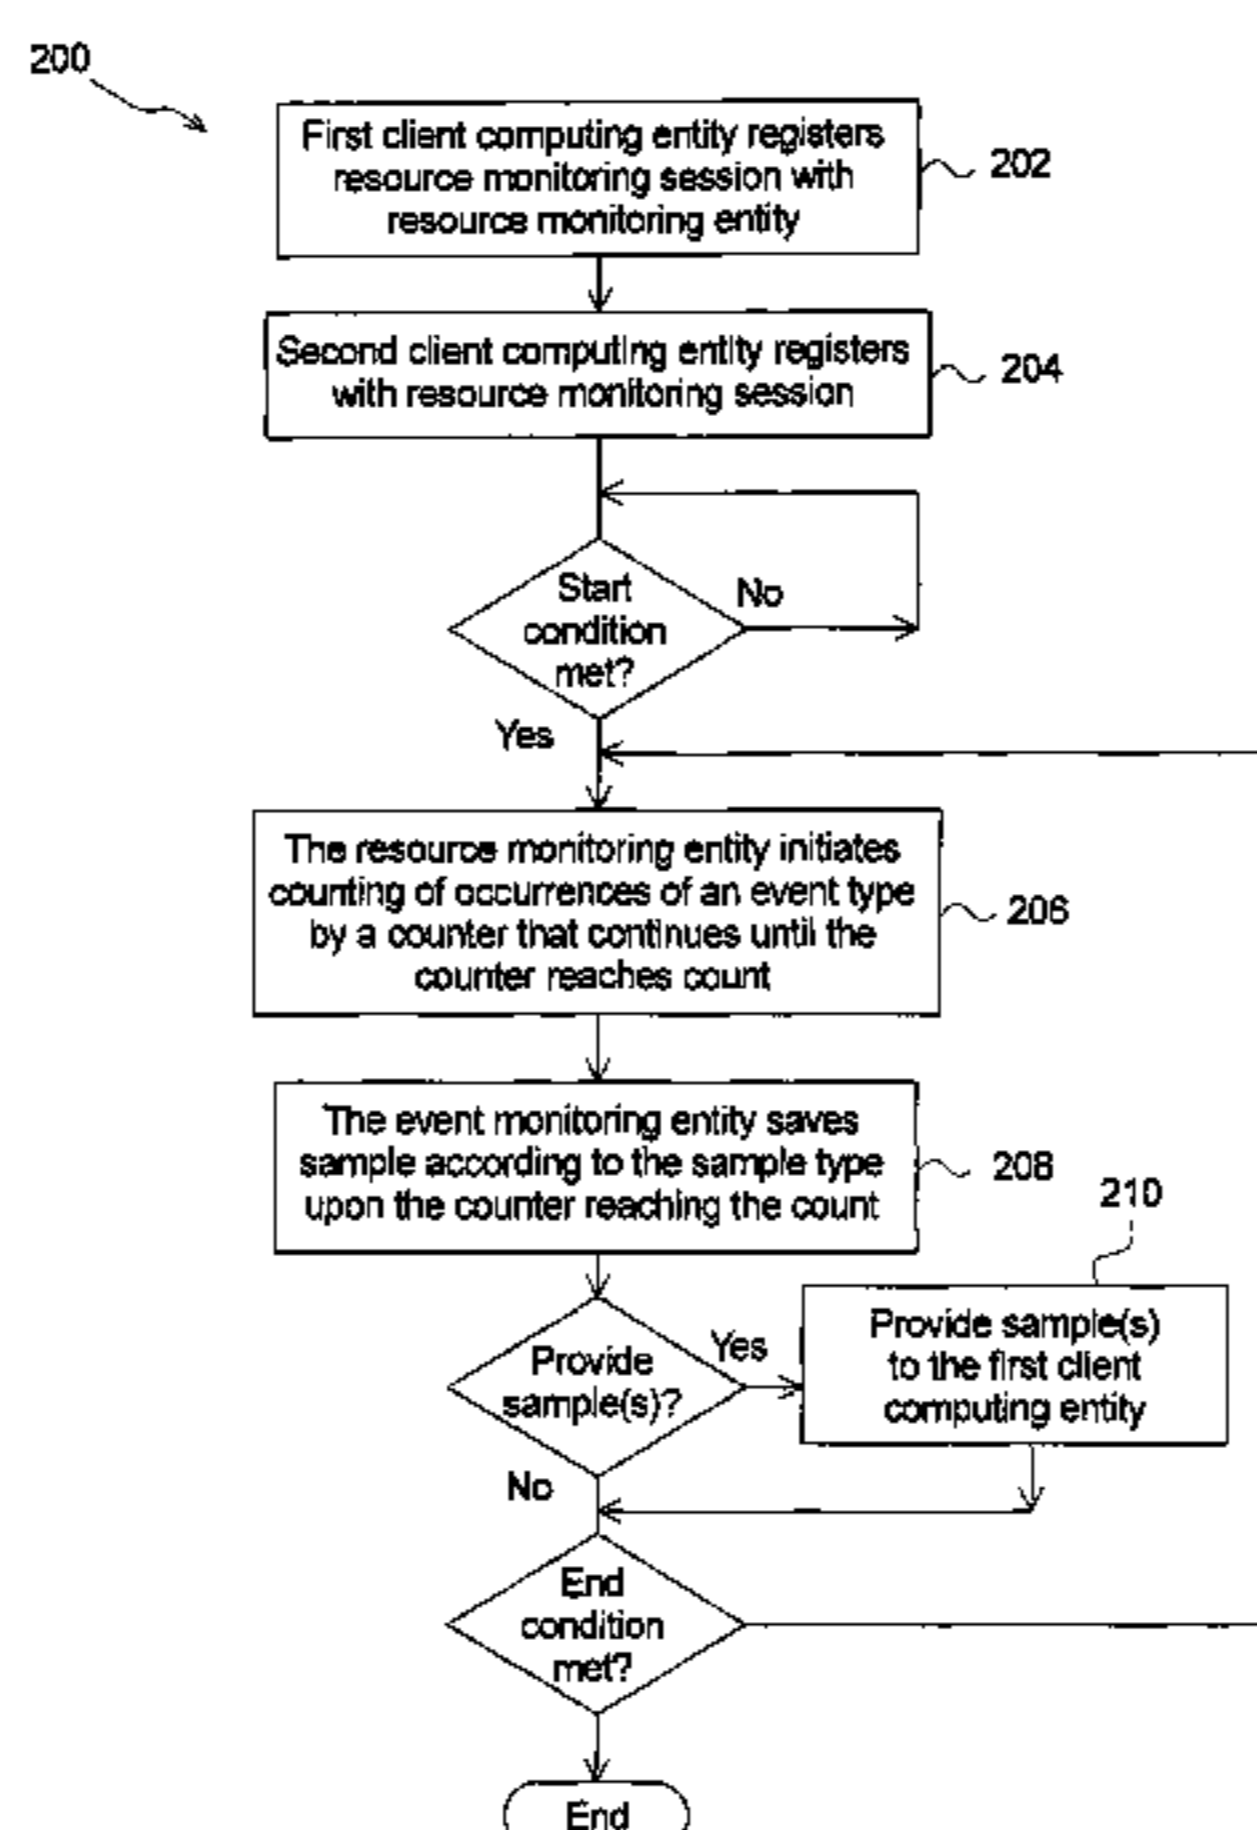 200
First client computing entity registers
resource monitoring session with
resource monitoring entity
202
Second client computing entity registers
with resource monitoring session
204
Start
condition
met?
No
Yes
The resource monitoring entity initiates
counting of occurrences of an event type
by a counter that continues until the
counter reaches count
206
The event monitoring entity saves
sample according to the sample type
upon the counter reaching the count
208
210
Provide
sample(s)?
Yes
Provide sample(s)
to the first client
computing entity
No
End
condition
met?
End